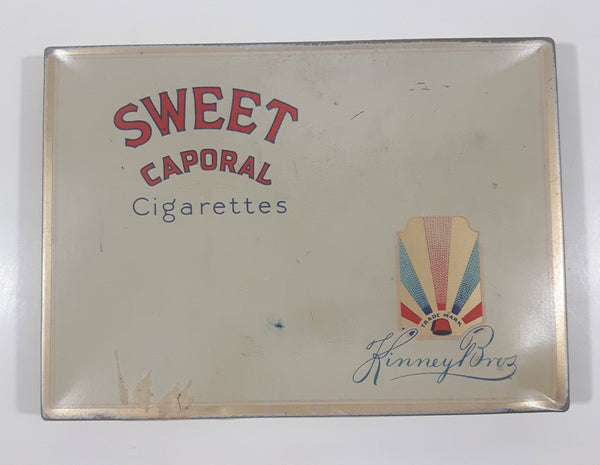 SWEET
CAPORAL
Cigarettes
TRADE MARK
Kinney Bros